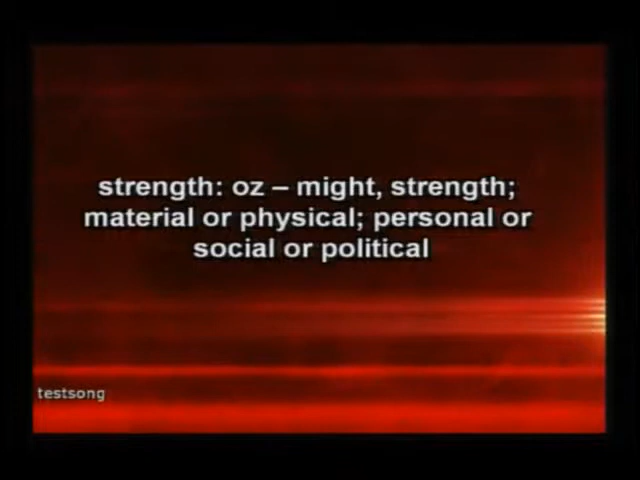 strength: oz – might, strength;
material or physical; personal or
social or political
testsong